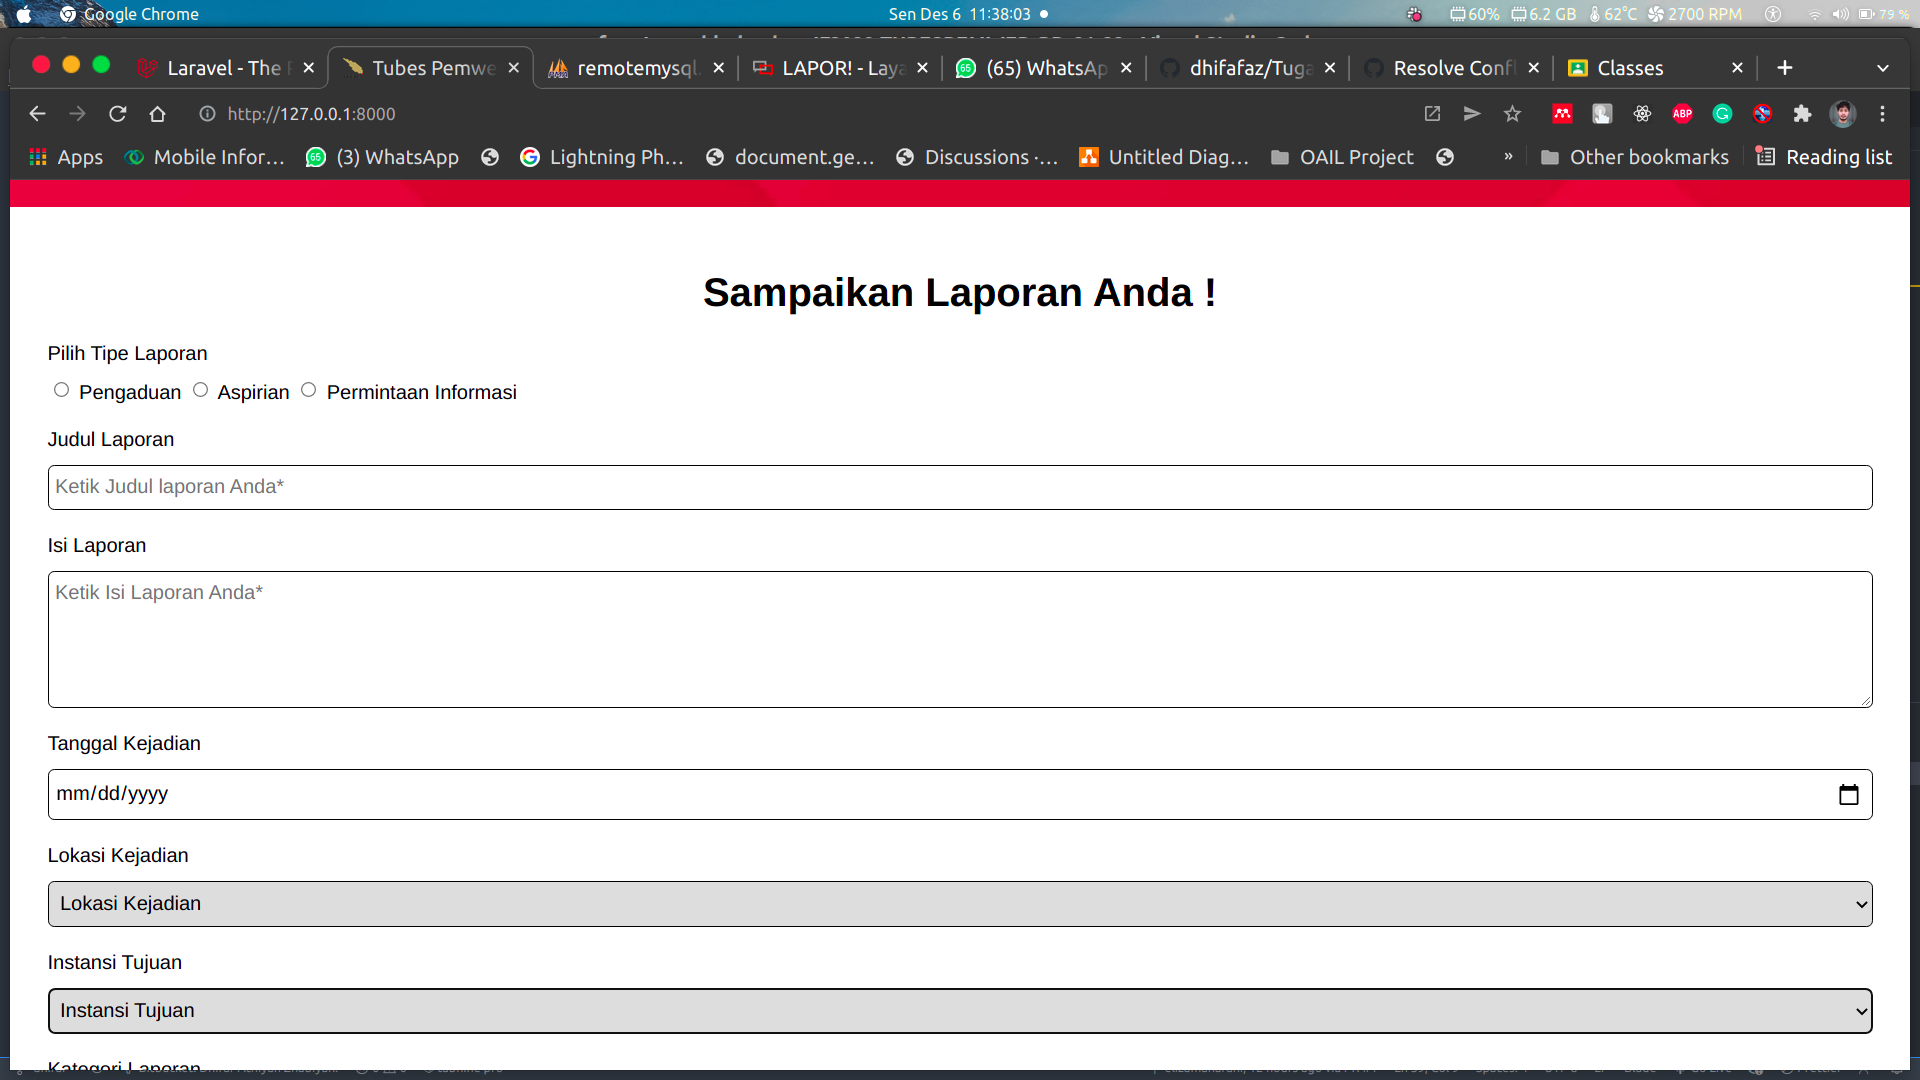 Google Chrome Sen Des 6 11:38:03 60% 6.2 GB 62°C 2700 RPM 79 %
Laravel - The Tubes Pemwe remotemysql. LAPOR! - Laya (65) WhatsAp dhifafaz/Tuga Resolve Confl Classes
http://127.0.0.1:8000 ABP
Apps Mobile Infor... (3) WhatsApp Lightning Ph... document.ge... Discussions ·... Untitled Diag... OAIL Project » Other bookmarks Reading list
Sampaikan Laporan Anda !
Pilih Tipe Laporan
Pengaduan Aspirian Permintaan Informasi
Judul Laporan
Ketik Judul laporan Anda*
Isi Laporan
Ketik Isi Laporan Anda*
Tanggal Kejadian
mm/dd/yyyy
Lokasi Kejadian
Lokasi Kejadian
Instansi Tujuan
Instansi Tujuan
Kategori Laporan